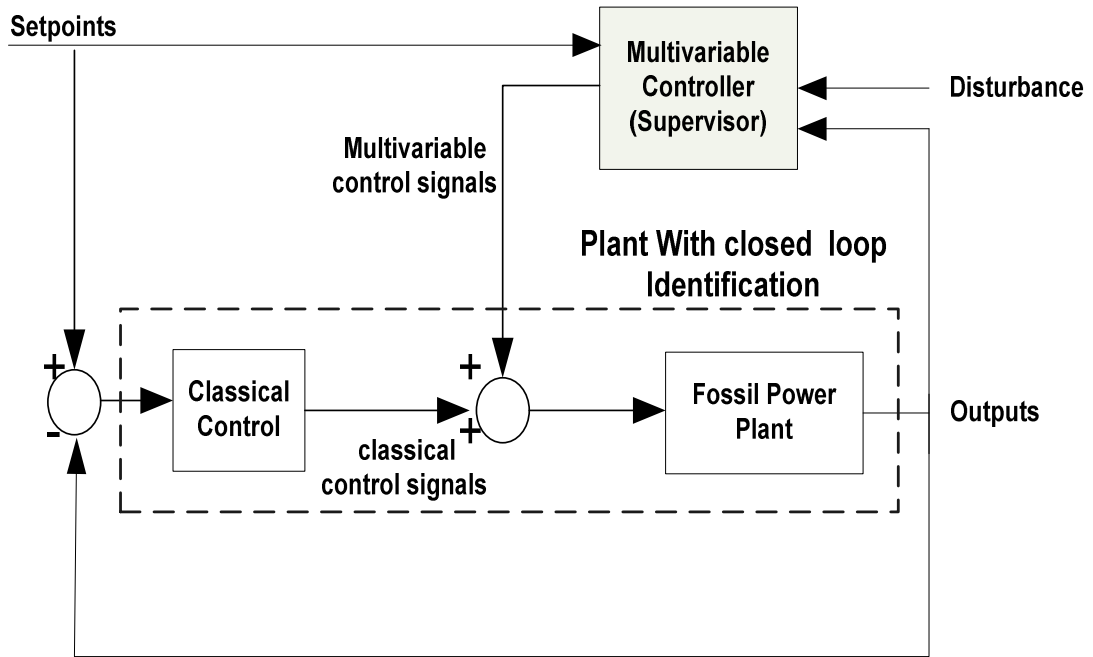 Setpoints
Multivariable
Controller
(Supervisor)
Disturbance
Multivariable
control signals
Plant With closed loop
Identification
+
-
Classical
Control
+
+
classical
control signals
Fossil Power
Plant
Outputs